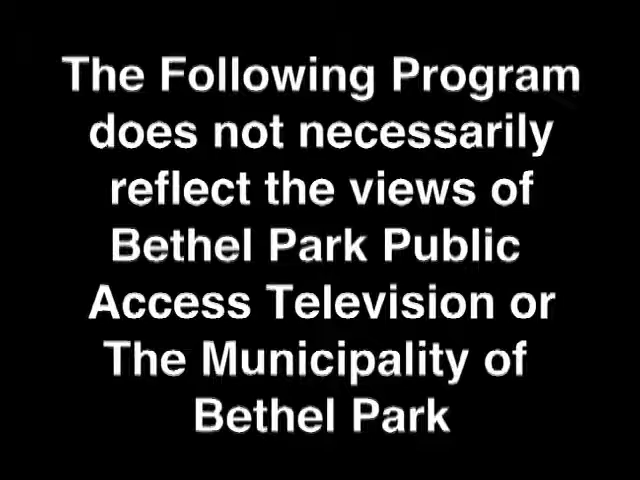 The Following Program
does not necessarily
reflect the views of
Bethel Park Public
Access Television or
The Municipality of
Bethel Park